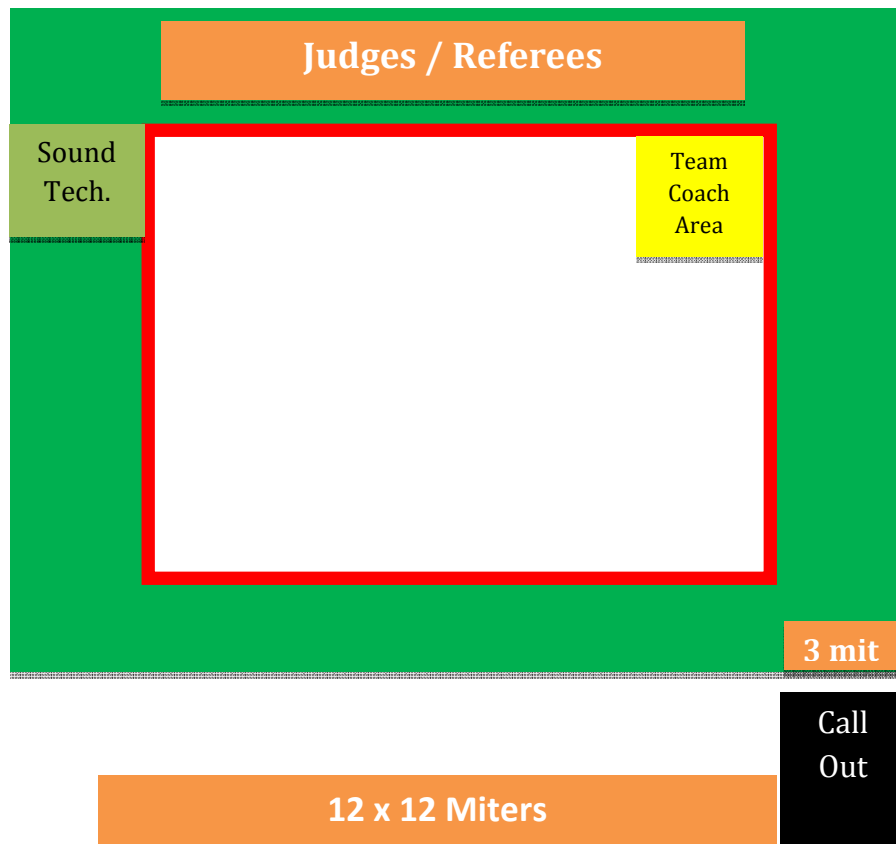 Judges / Referees
Sound
Tech.
Team
Coach
Area
3 mit
Call
Out
12 x 12 Miters